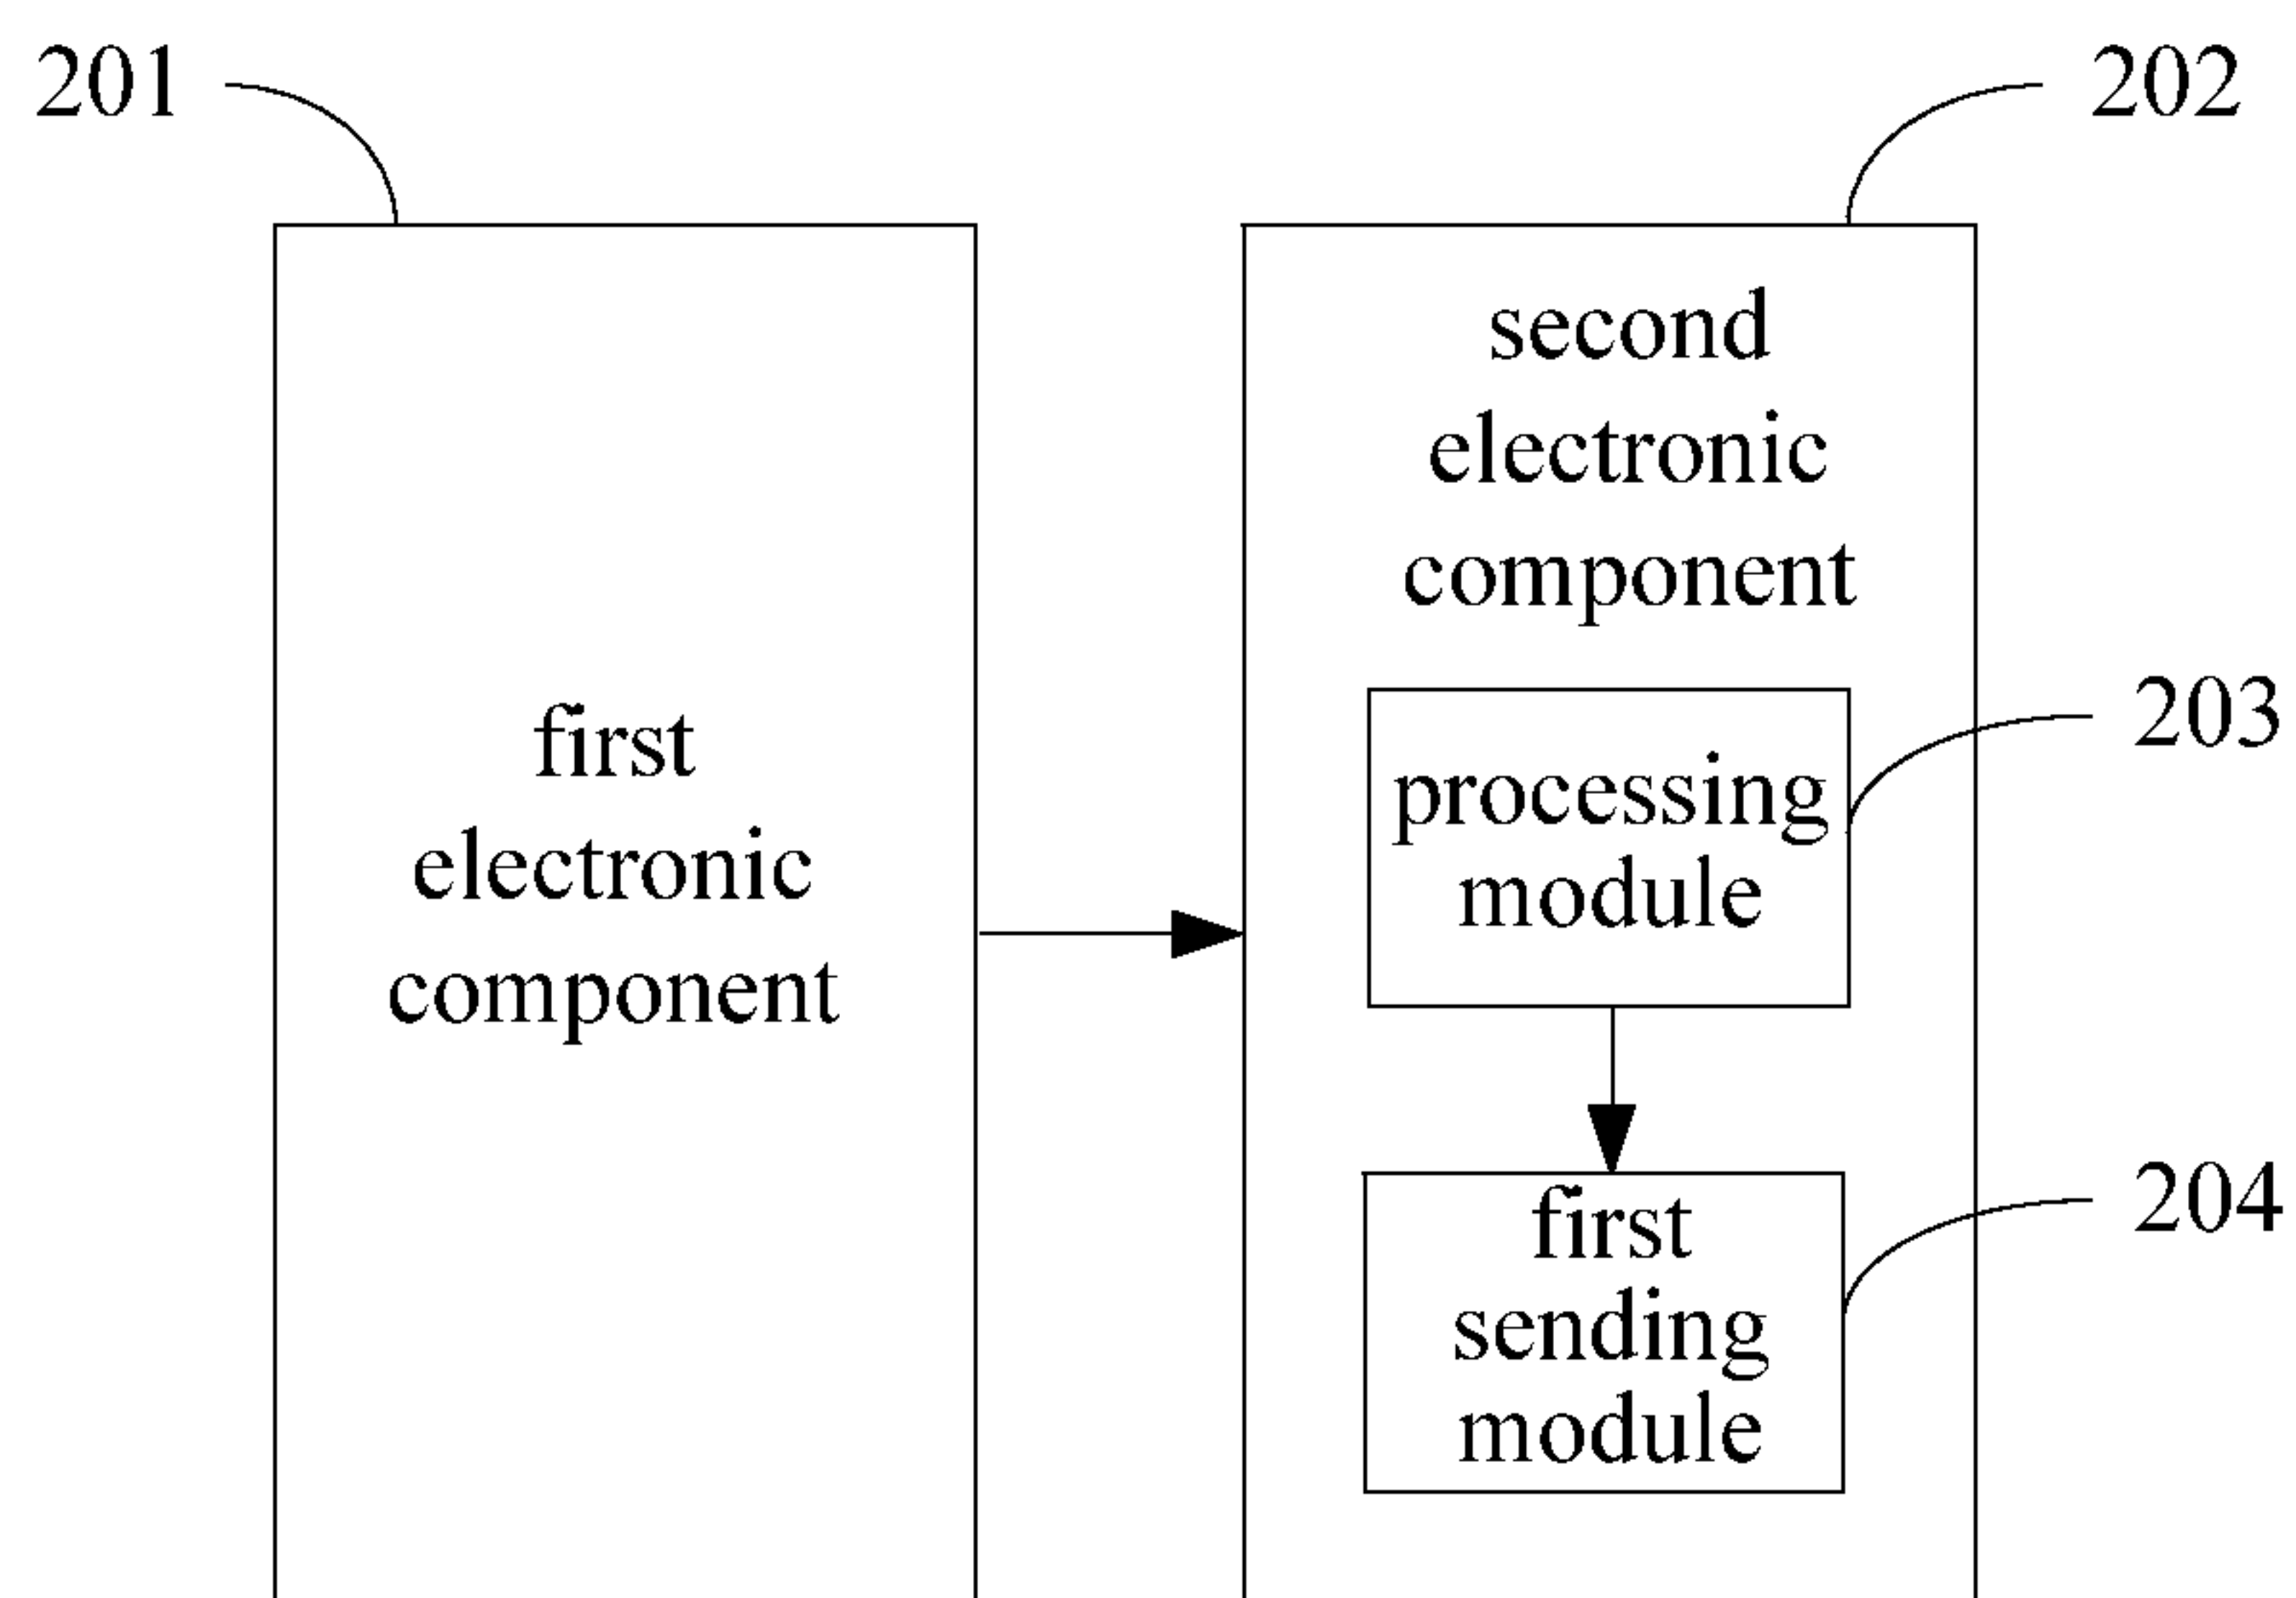 201
202
first
electronic
component
second
electronic
component
processing
module
203
first
sending
module
204